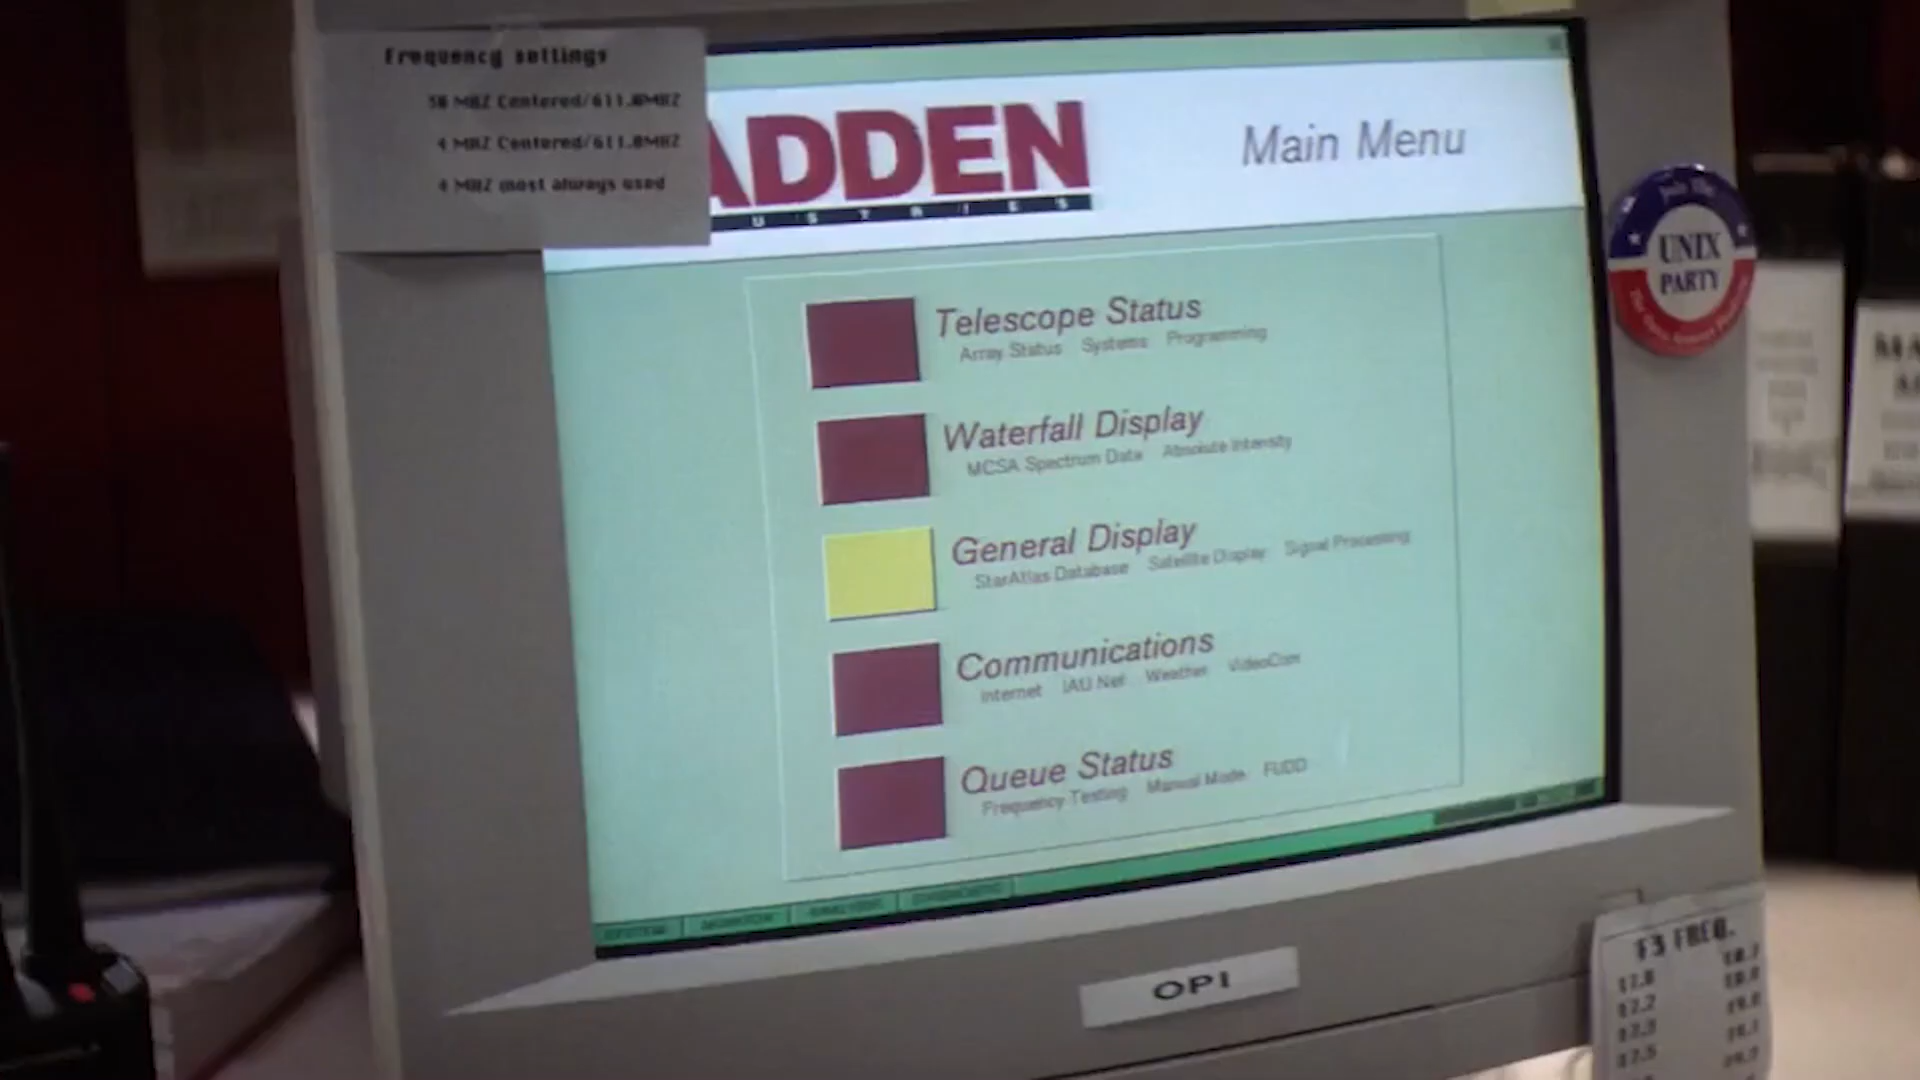 Frequency settings
50 MHZ Centered/611.0MHZ
4 MHZ Centered/611.0MHZ
4 MHZ most always used
ADDEN
USTRIES
Main Menu
Telescope Status
Array Status Systems Programming
Waterfall Display
MCSA Spectrum Data Absolute Intensity
General Display
StarAtlas Database Satellite Display Signal Processing
Communications
Internet IAU Net Weather VideoCom
Queue Status
Frequency Testing Manual Mode FUDD
SYSTEM
UNIX
PARTY
OPI
FREQ.